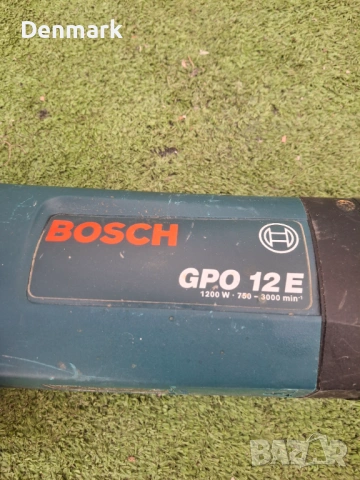 Denmark
BOSCH
GPO 12 E
1200 W · 750 – 3000 min⁻¹
BAZAR